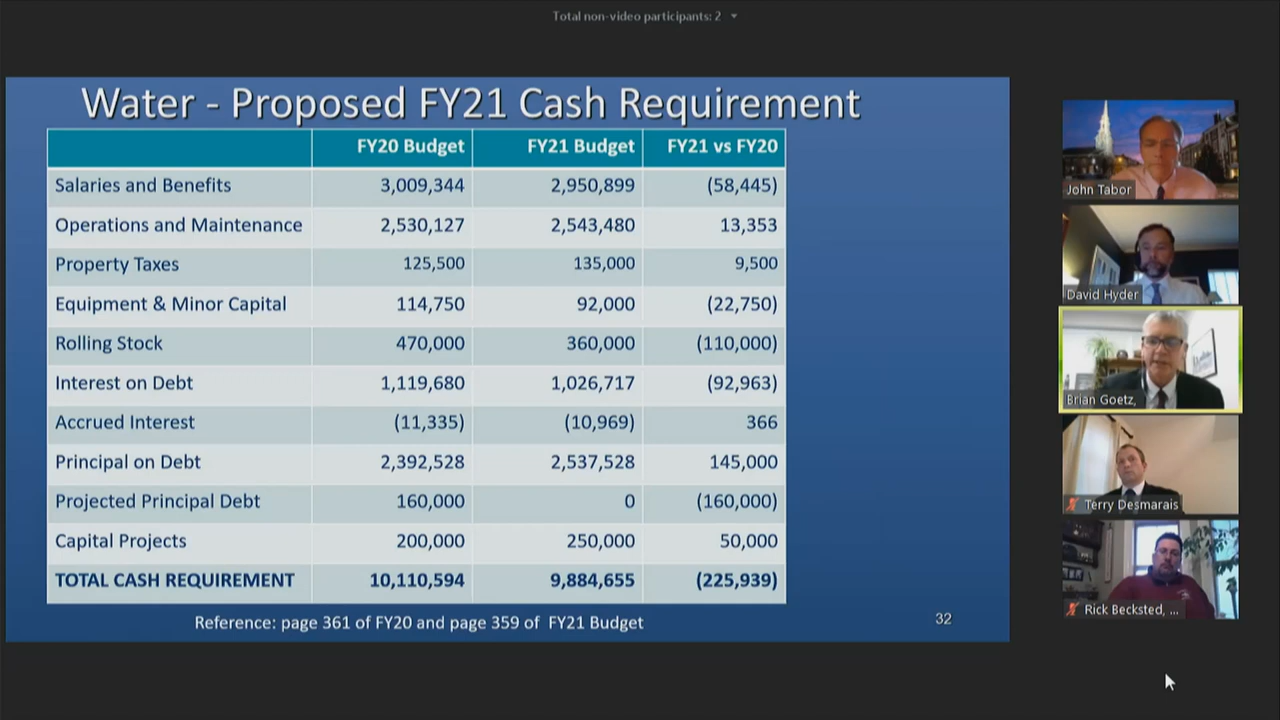 Total non-video participants: 2
Water - Proposed FY21 Cash Requirement
FY20 Budget FY21 Budget FY21 vs FY20
Salaries and Benefits 3,009,344 2,950,899 (58,445)
Operations and Maintenance 2,530,127 2,543,480 13,353
Property Taxes 125,500 135,000 9,500
Equipment & Minor Capital 114,750 92,000 (22,750)
Rolling Stock 470,000 360,000 (110,000)
Interest on Debt 1,119,680 1,026,717 (92,963)
Accrued Interest (11,335) (10,969) 366
Principal on Debt 2,392,528 2,537,528 145,000
Projected Principal Debt 160,000 0 (160,000)
Capital Projects 200,000 250,000 50,000
TOTAL CASH REQUIREMENT 10,110,594 9,884,655 (225,939)
Reference: page 361 of FY20 and page 359 of FY21 Budget
32
John Tabor
David Hyder
Brian Goetz,
Terry Desmarais
Rick Becksted, ...